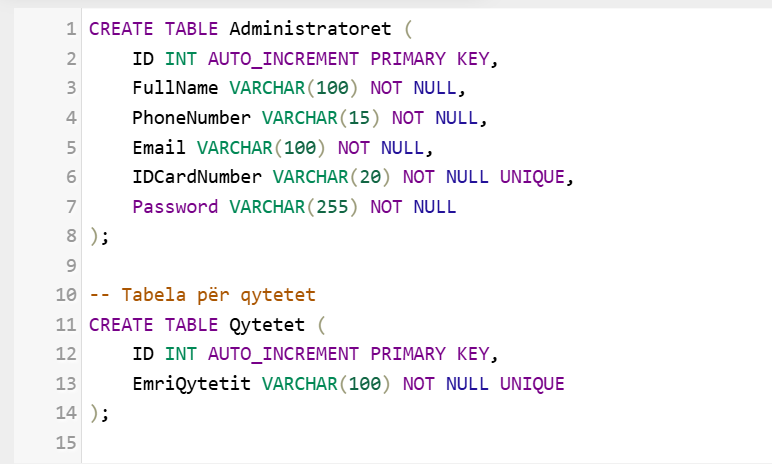 1 CREATE TABLE Administratoret (
2     ID INT AUTO_INCREMENT PRIMARY KEY,
3     FullName VARCHAR(100) NOT NULL,
4     PhoneNumber VARCHAR(15) NOT NULL,
5     Email VARCHAR(100) NOT NULL,
6     IDCardNumber VARCHAR(20) NOT NULL UNIQUE,
7     Password VARCHAR(255) NOT NULL
8 );
9
10 -- Tabela për qytetet
11 CREATE TABLE Qytetet (
12     ID INT AUTO_INCREMENT PRIMARY KEY,
13     EmriQytetit VARCHAR(100) NOT NULL UNIQUE
14 );
15